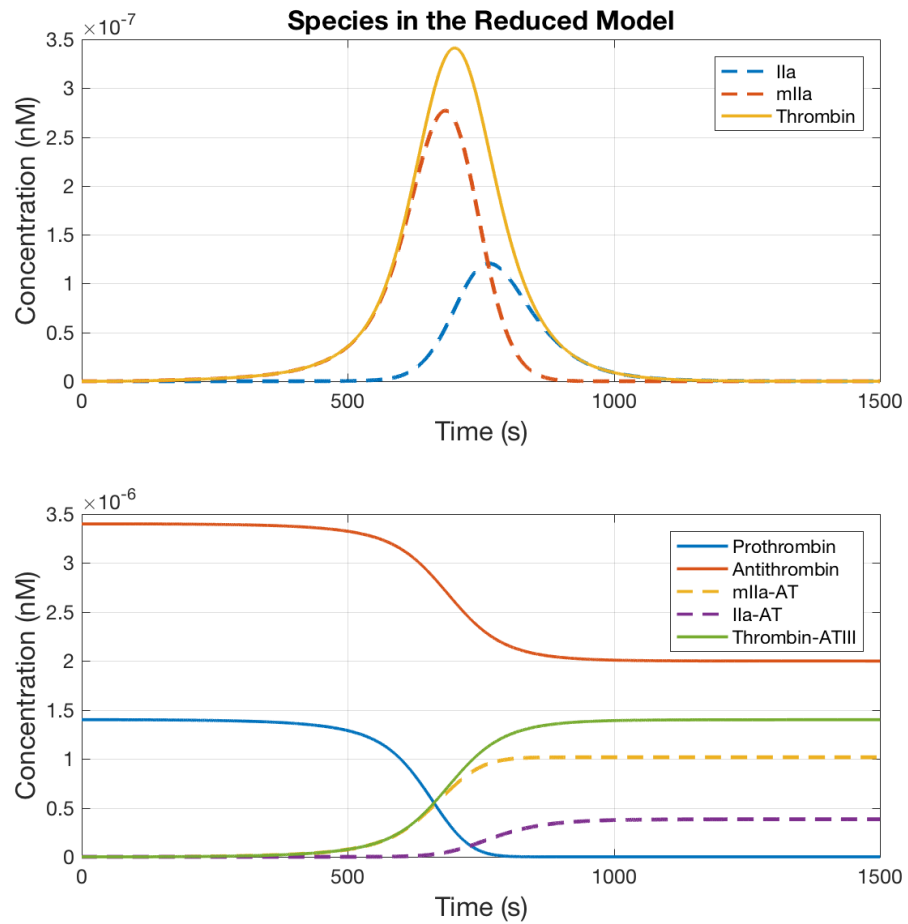 Species in the Reduced Model
×10⁻⁷
3.5
3
2.5
2
1.5
1
0.5
0
Concentration (nM)
IIa
mIIa
Thrombin
0 500 1000 1500
Time (s)
×10⁻⁶
3.5
3
2.5
2
1.5
1
0.5
0
Concentration (nM)
Prothrombin
Antithrombin
mIIa-AT
IIa-AT
Thrombin-ATIII
0 500 1000 1500
Time (s)